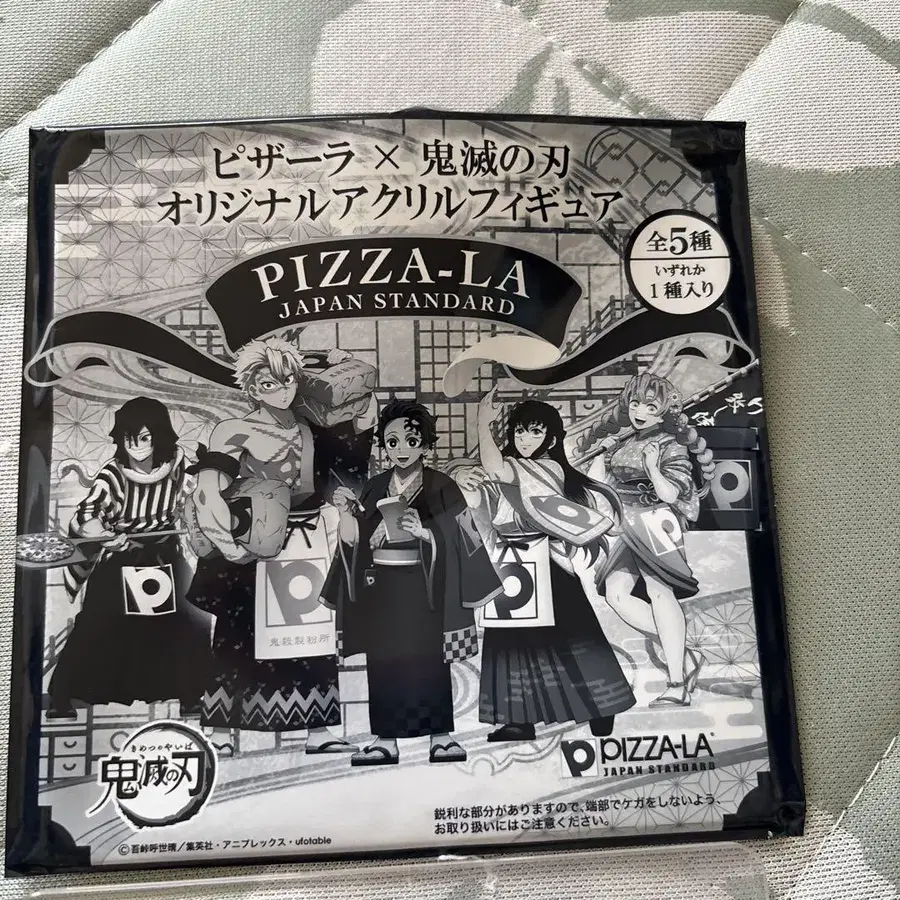 ピザーラ × 鬼滅の刃
オリジナルアクリルフィギュア
全5種
いずれか
1種入り
PIZZA-LA
JAPAN STANDARD
鬼殺製粉所
きめつのやいば
鬼滅の刃
PIZZA-LA
JAPAN STANDARD
鋭利な部分がありますので、端部でケガをしないよう、
お取り扱いにはご注意ください。
©吾峠呼世晴/集英社・アニプレックス・ufotable